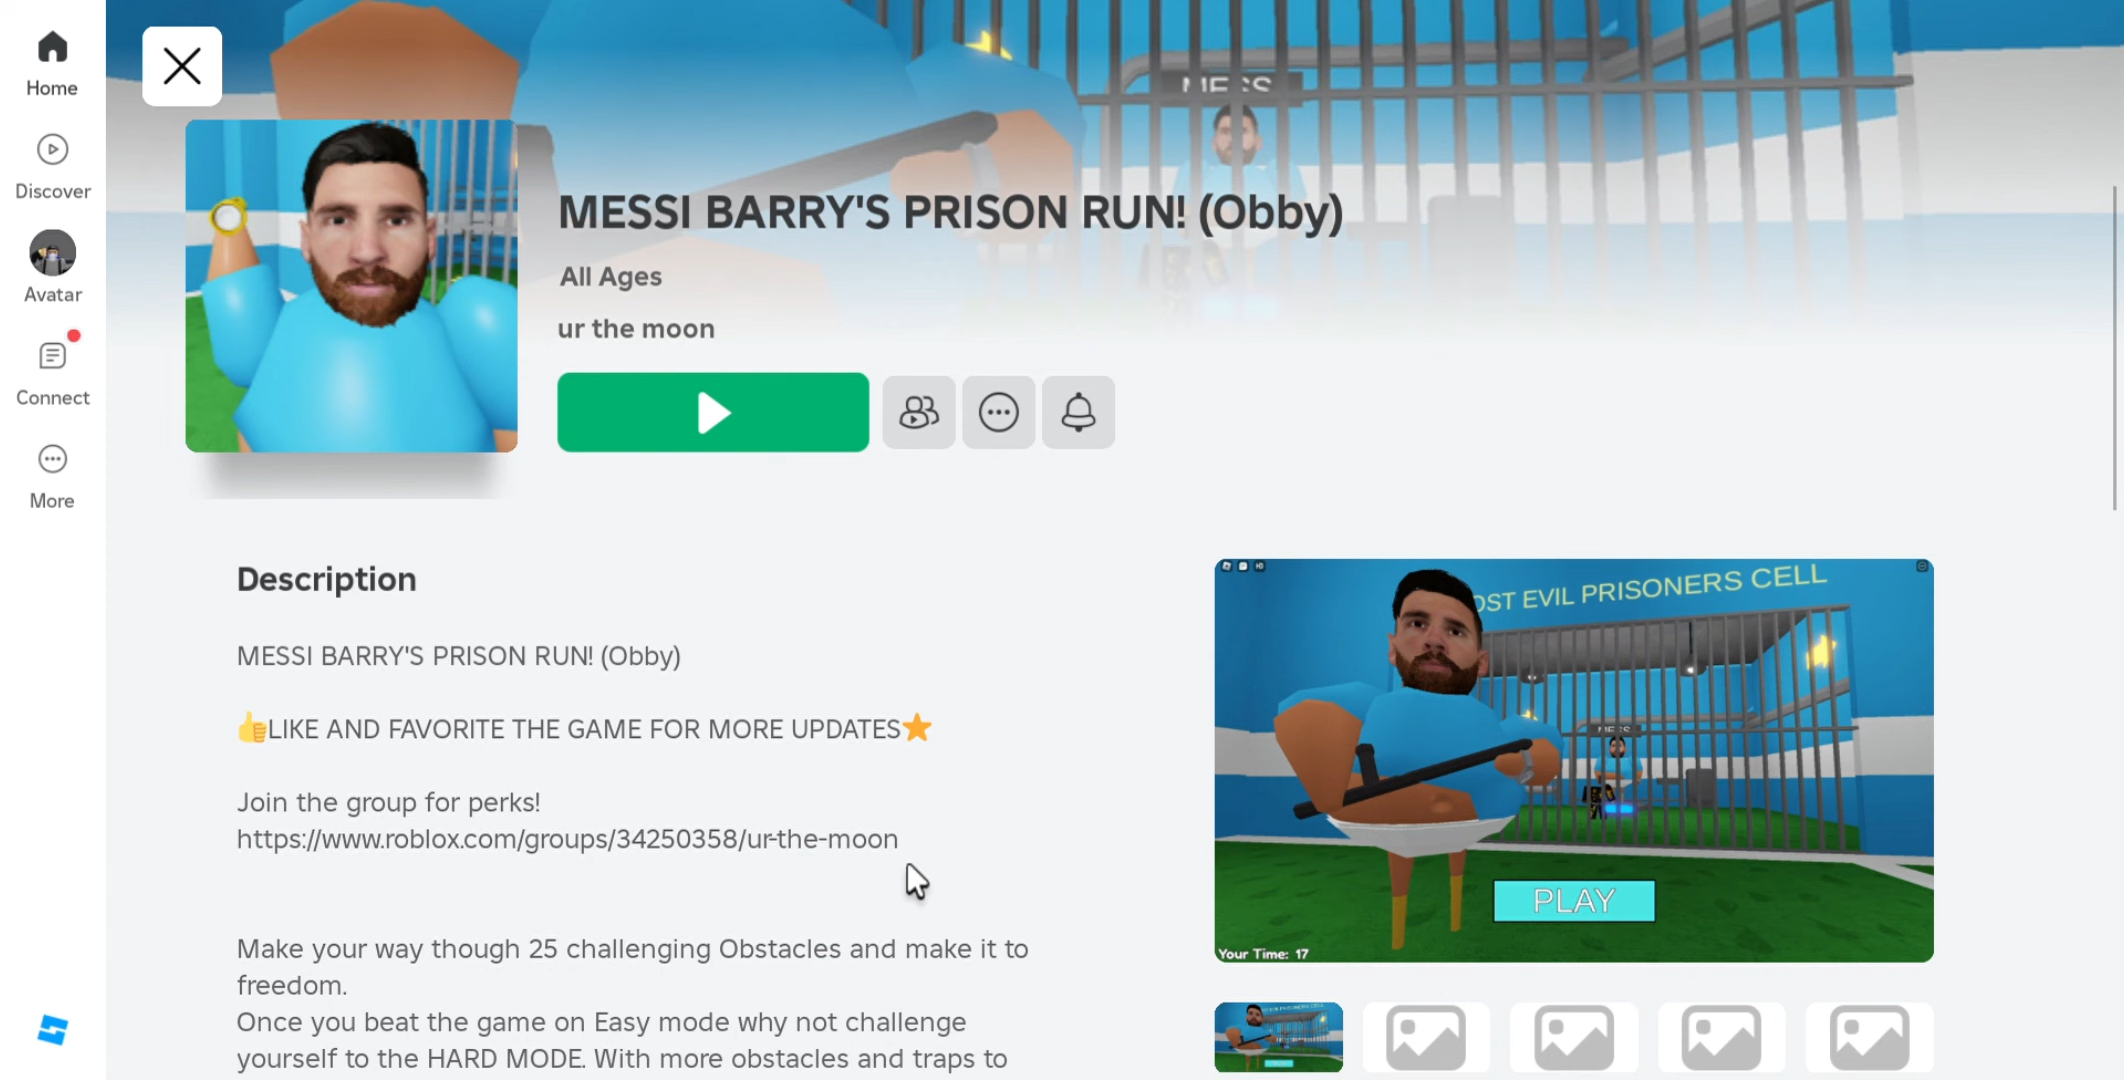 Home
Discover
Avatar
Connect
More
MESS
MESSI BARRY'S PRISON RUN! (Obby)
All Ages
ur the moon
Description
MESSI BARRY'S PRISON RUN! (Obby)
👍LIKE AND FAVORITE THE GAME FOR MORE UPDATES⭐
Join the group for perks!
https://www.roblox.com/groups/34250358/ur-the-moon
Make your way though 25 challenging Obstacles and make it to
freedom.
Once you beat the game on Easy mode why not challenge
yourself to the HARD MODE. With more obstacles and traps to
OST EVIL PRISONERS CELL
MESS
PLAY
Your Time: 17